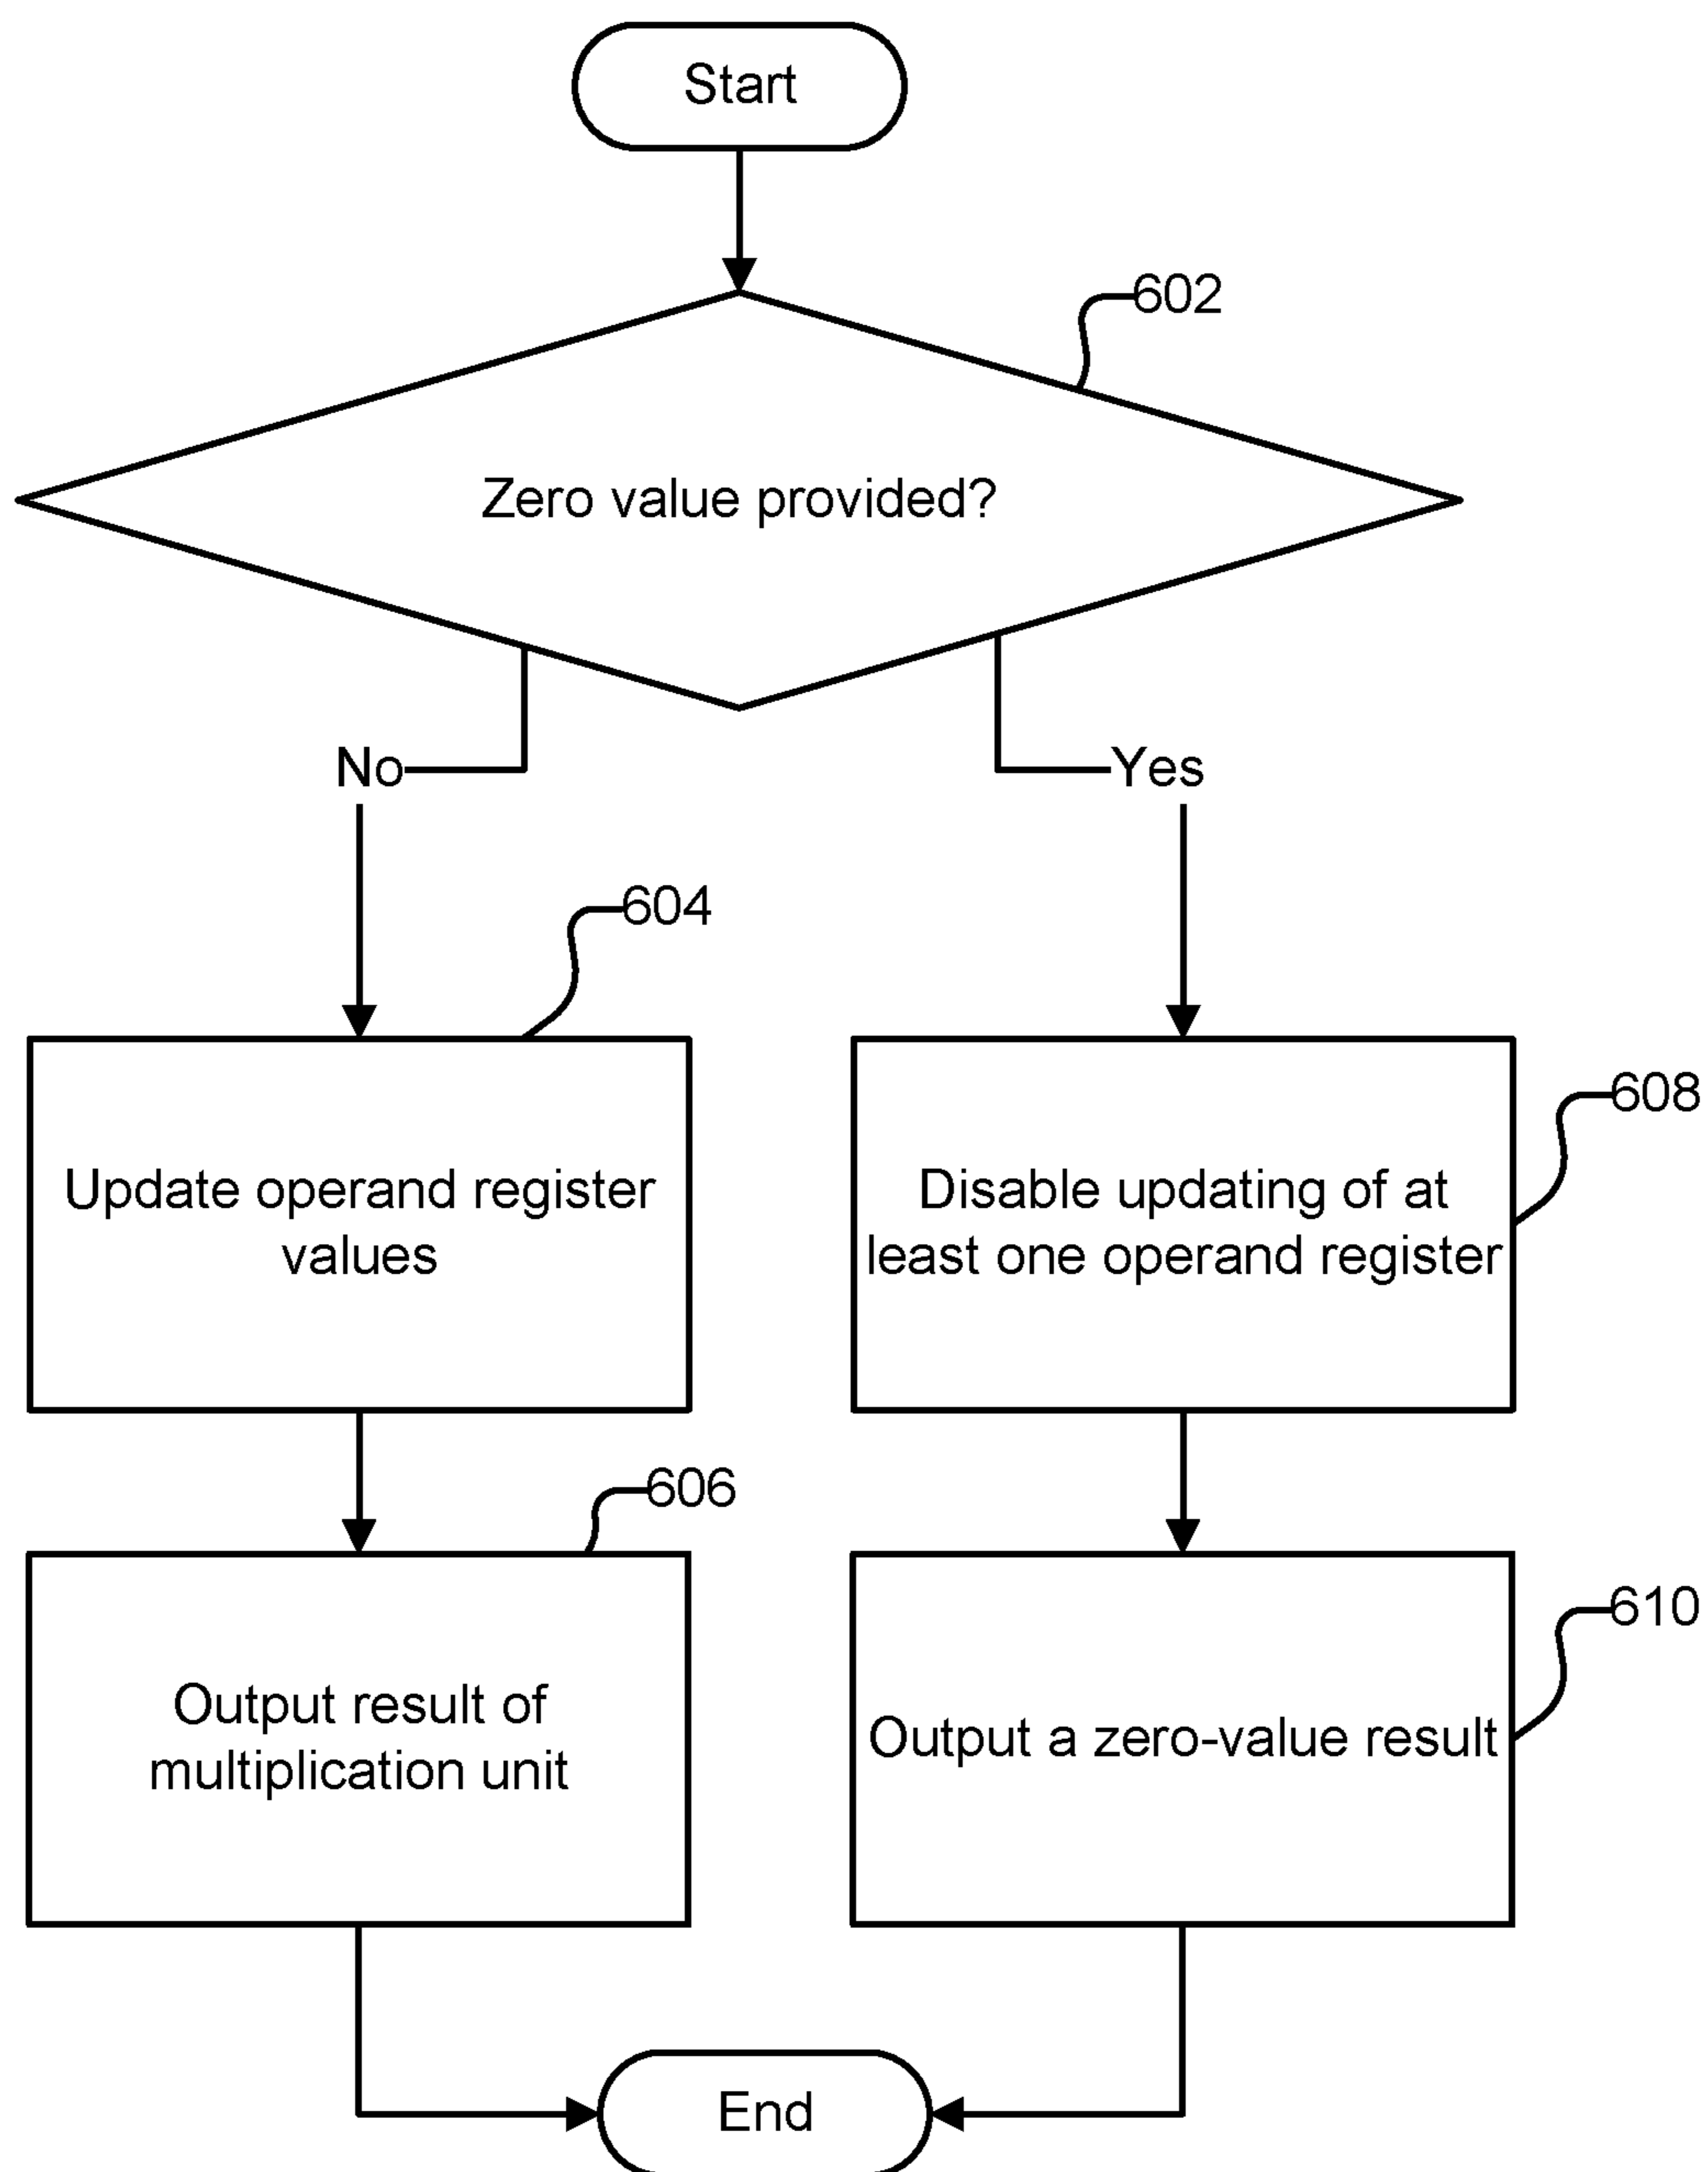 Start
602
Zero value provided?
No
Yes
604
Update operand register
values
608
Disable updating of at
least one operand register
606
Output result of
multiplication unit
610
Output a zero-value result
End